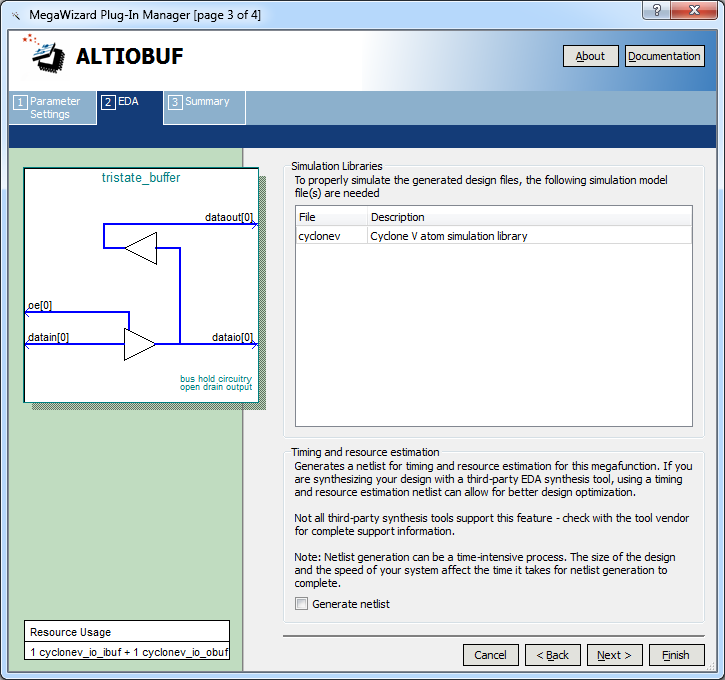 MegaWizard Plug-In Manager [page 3 of 4]
?
ALTIOBUF
About
Documentation
1 Parameter
Settings
2 EDA
3 Summary
tristate_buffer
dataout[0]
oe[0]
datain[0]
dataio[0]
bus hold circuitry
open drain output
Resource Usage
1 cyclonev_io_ibuf + 1 cyclonev_io_obuf
Simulation Libraries
To properly simulate the generated design files, the following simulation model
file(s) are needed
File Description
cyclonev Cyclone V atom simulation library
Timing and resource estimation
Generates a netlist for timing and resource estimation for this megafunction. If you
are synthesizing your design with a third-party EDA synthesis tool, using a timing
and resource estimation netlist can allow for better design optimization.
Not all third-party synthesis tools support this feature - check with the tool vendor
for complete support information.
Note: Netlist generation can be a time-intensive process. The size of the design
and the speed of your system affect the time it takes for netlist generation to
complete.
Generate netlist
Cancel
< Back
Next >
Finish